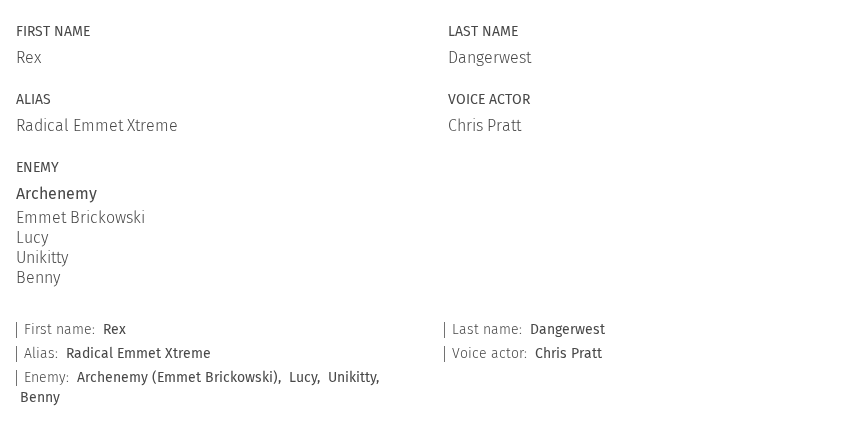 FIRST NAME
Rex
LAST NAME
Dangerwest
ALIAS
Radical Emmet Xtreme
VOICE ACTOR
Chris Pratt
ENEMY
Archenemy
Emmet Brickowski
Lucy
Unikitty
Benny
First name: Rex
Last name: Dangerwest
Alias: Radical Emmet Xtreme
Voice actor: Chris Pratt
Enemy: Archenemy (Emmet Brickowski), Lucy, Unikitty,
Benny